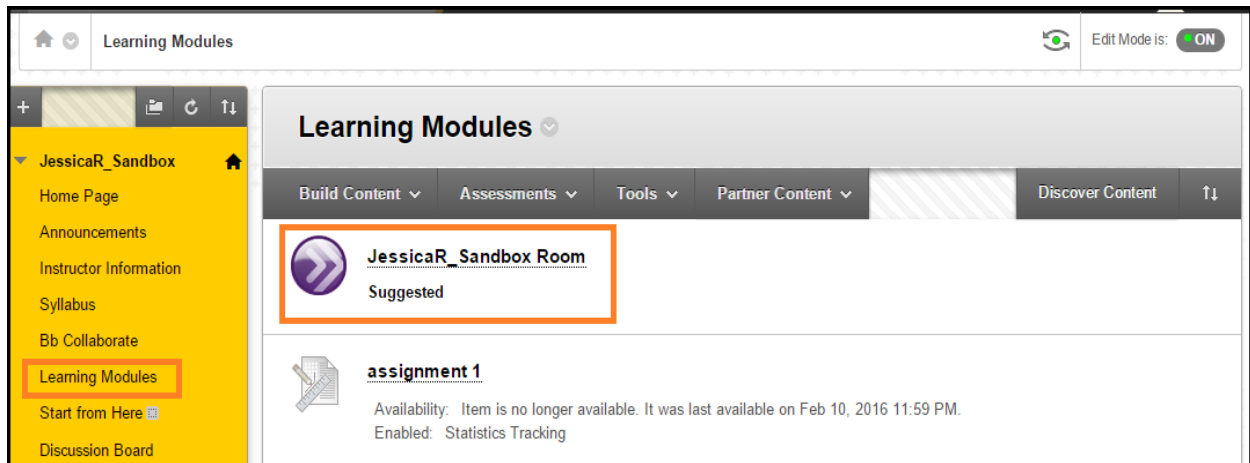 Learning Modules
Edit Mode is: ON
JessicaR_Sandbox
Home Page
Announcements
Instructor Information
Syllabus
Bb Collaborate
Learning Modules
Start from Here
Discussion Board
Learning Modules
Build Content Assessments Tools Partner Content Discover Content
JessicaR_Sandbox Room
Suggested
assignment 1
Availability: Item is no longer available. It was last available on Feb 10, 2016 11:59 PM.
Enabled: Statistics Tracking